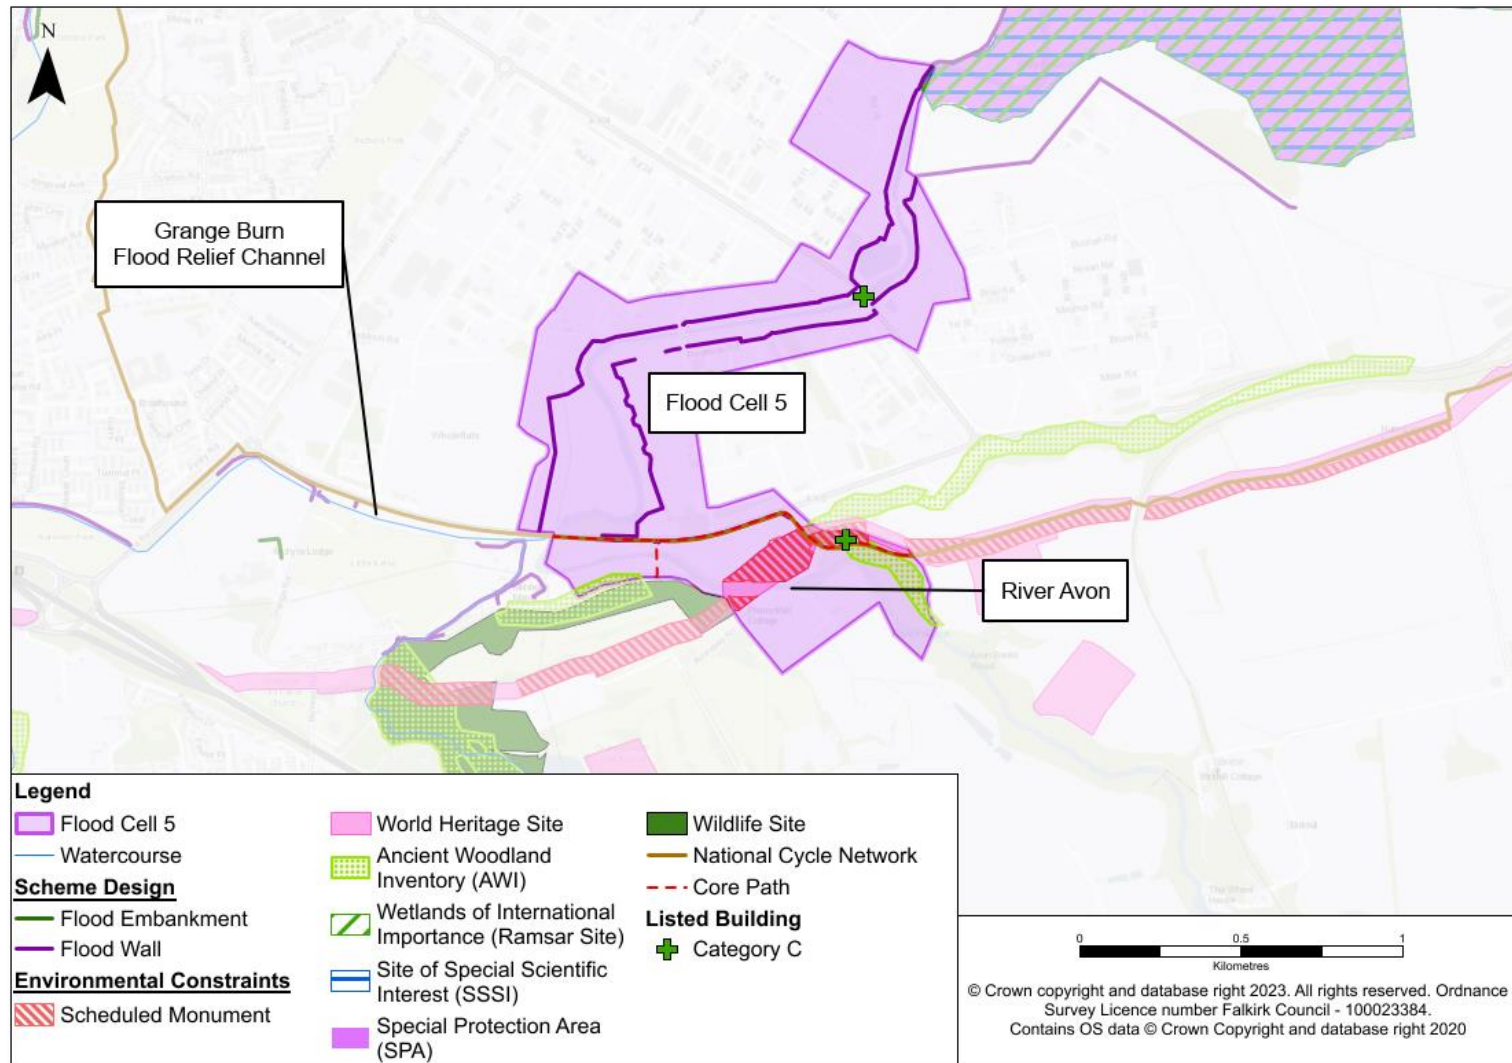 N
Grange Burn
Flood Relief Channel
Flood Cell 5
River Avon
Legend
Flood Cell 5
Watercourse
Scheme Design
Flood Embankment
Flood Wall
Environmental Constraints
Scheduled Monument
World Heritage Site
Ancient Woodland
Inventory (AWI)
Wetlands of International
Importance (Ramsar Site)
Site of Special Scientific
Interest (SSSI)
Special Protection Area
(SPA)
Wildlife Site
National Cycle Network
Core Path
Listed Building
Category C
0 0.5 1
Kilometres
© Crown copyright and database right 2023. All rights reserved. Ordnance
Survey Licence number Falkirk Council - 100023384.
Contains OS data © Crown Copyright and database right 2020